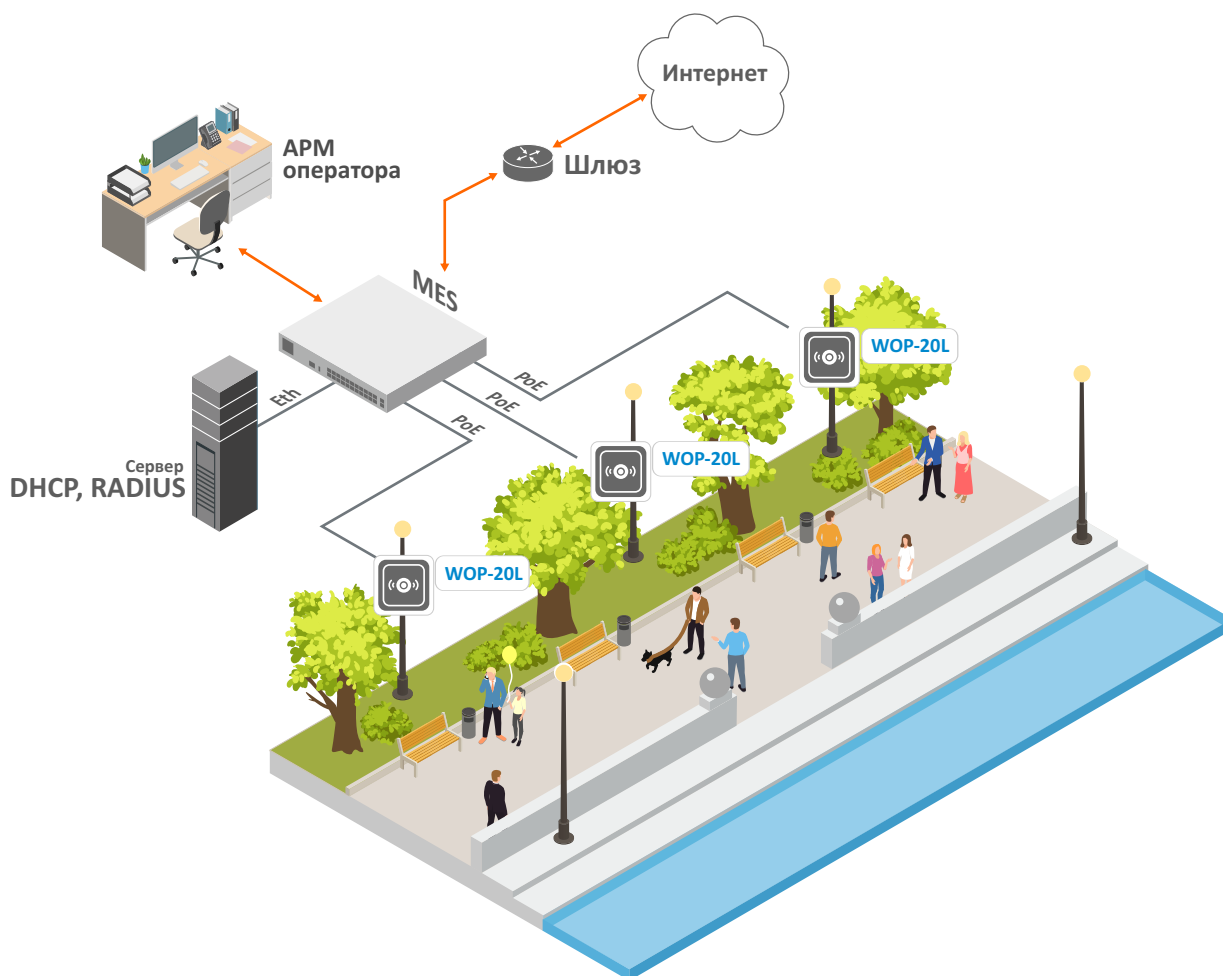 Интернет
АРМ
оператора
Шлюз
MES
WOP-20L
PoE
Eth
PoE
PoE
WOP-20L
Сервер
DHCP, RADIUS
WOP-20L